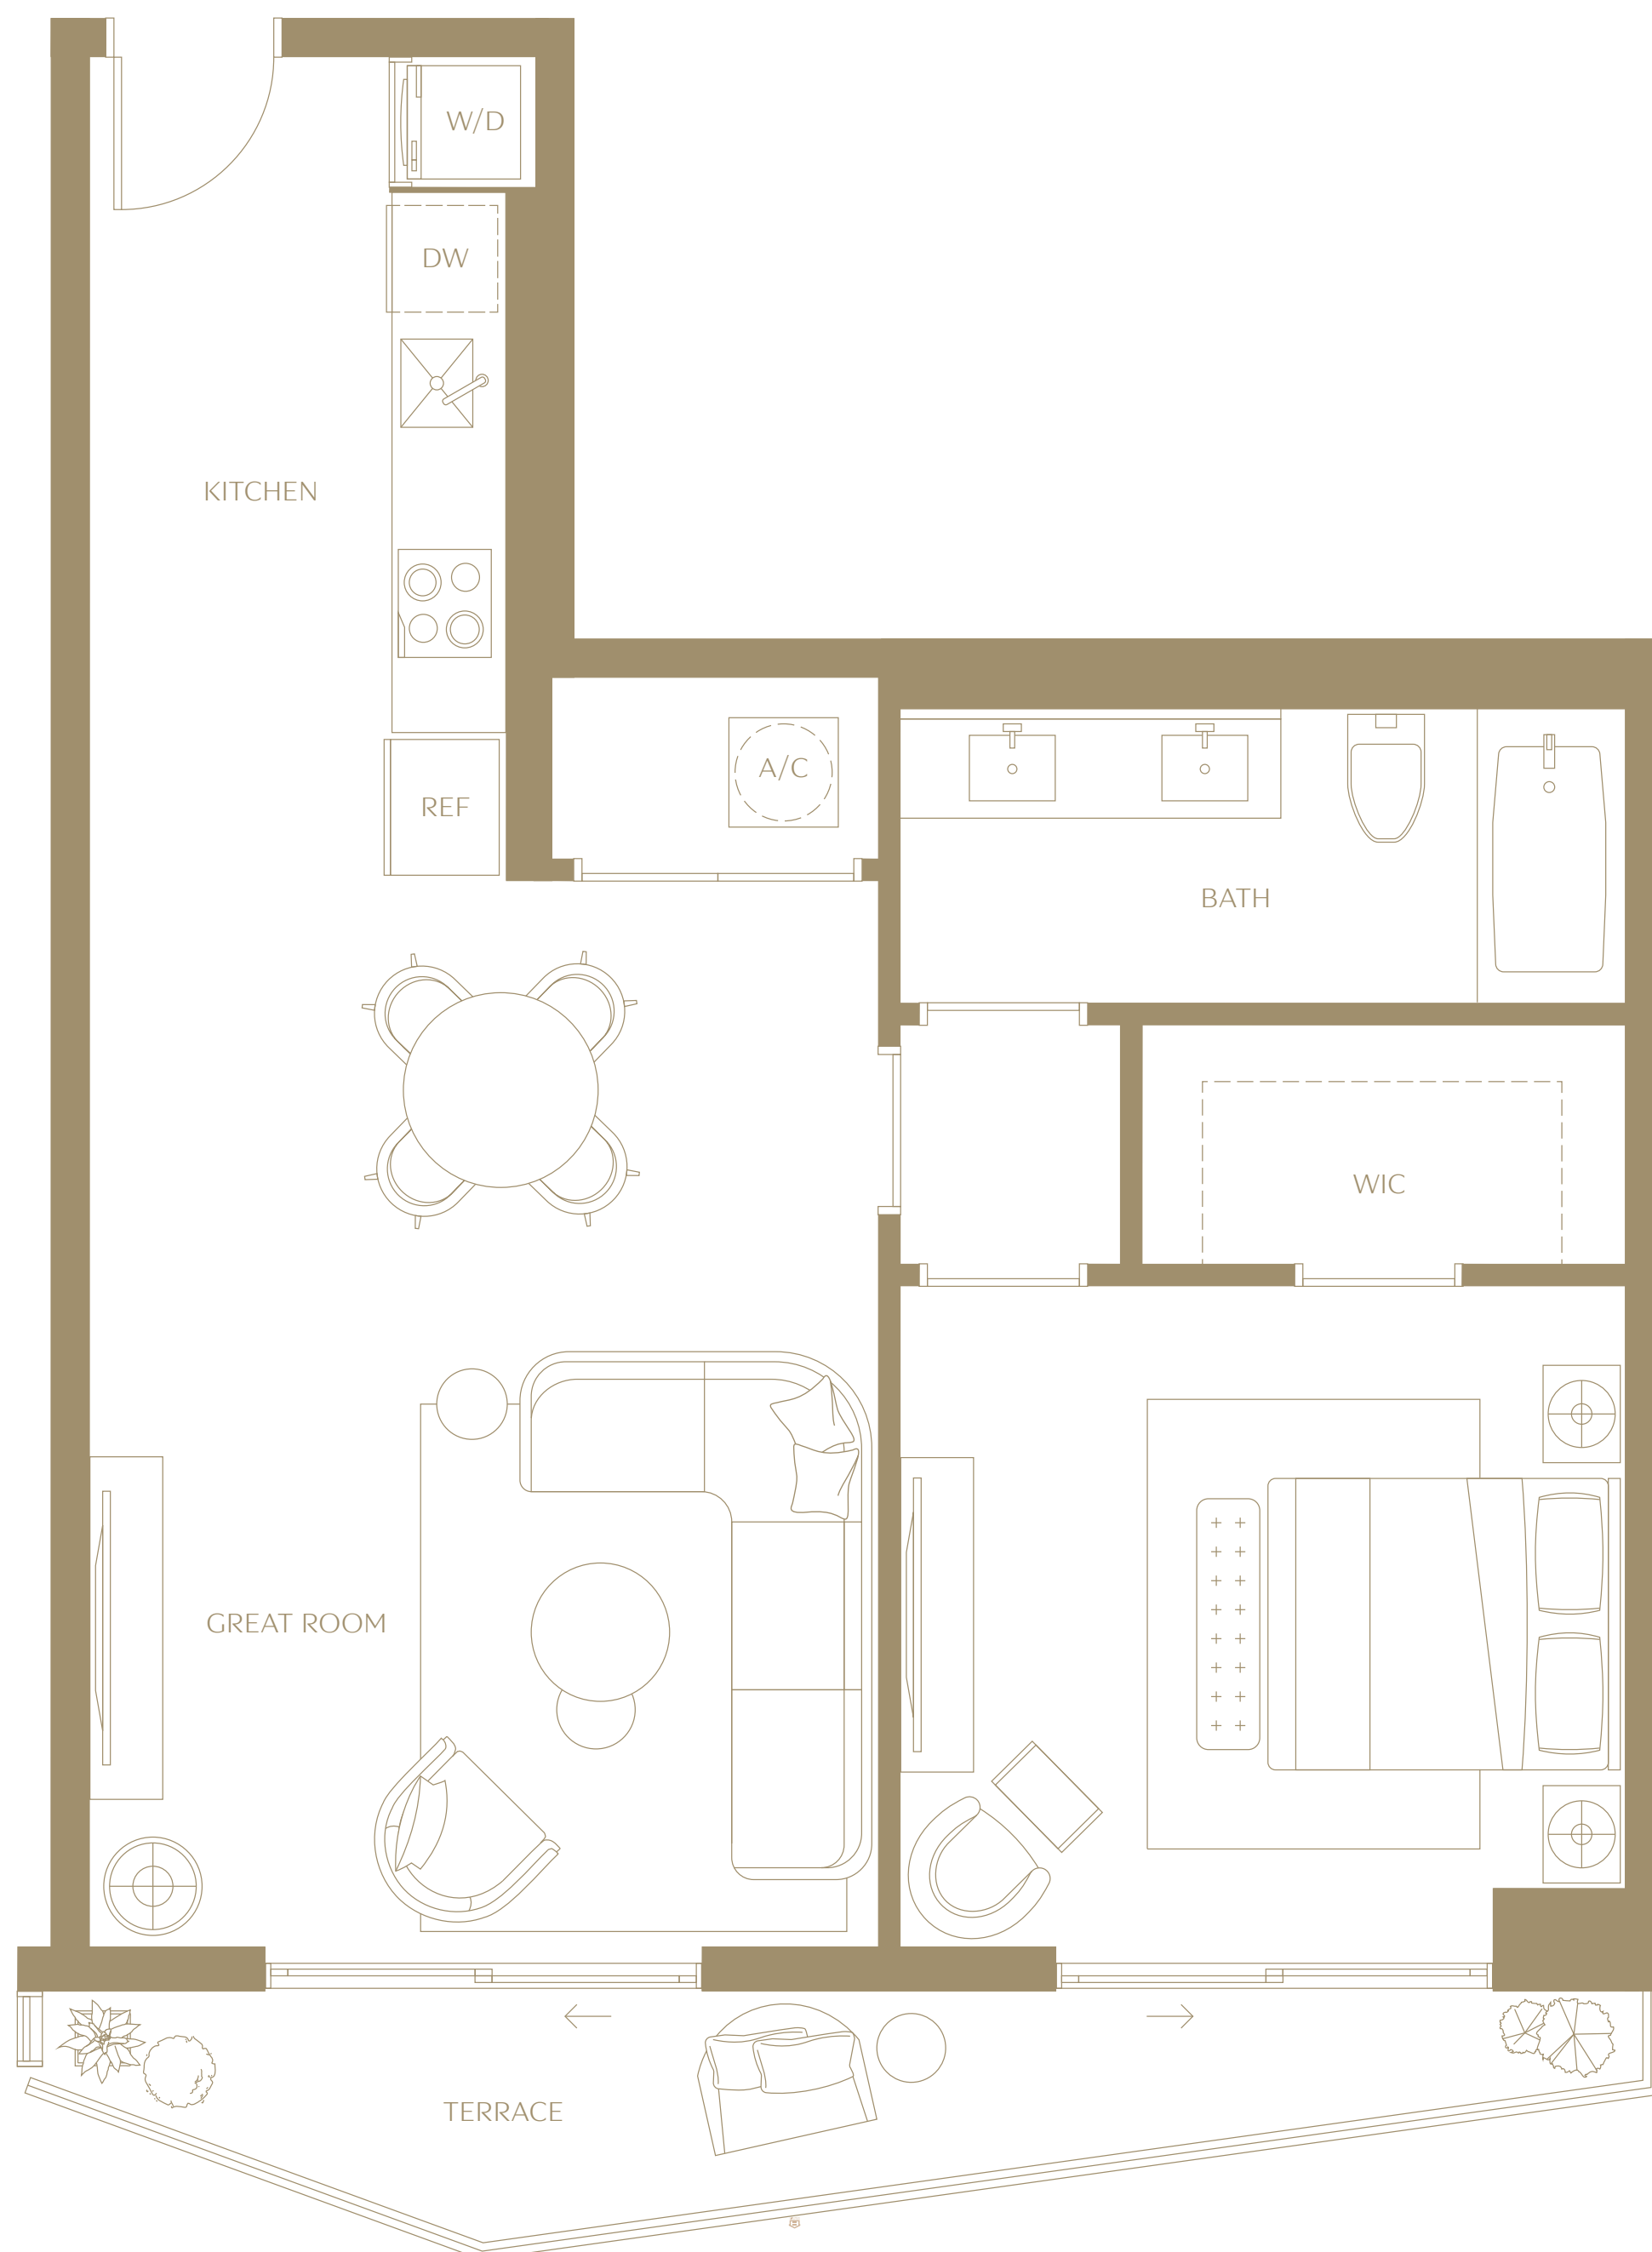 W/D
DW
KITCHEN
A/C
REF
BATH
WIC
GREAT ROOM
TERRACE